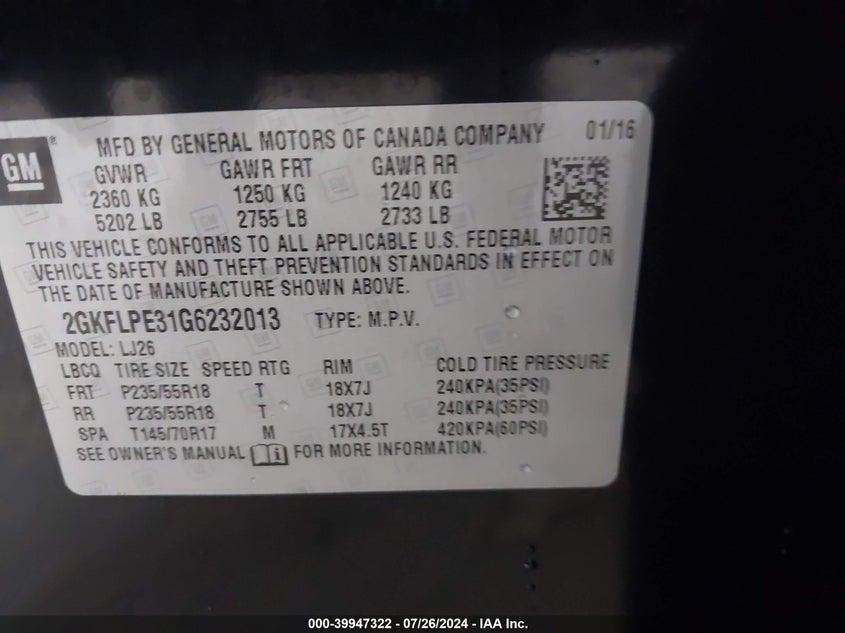 GM ® MFD BY GENERAL MOTORS OF CANADA COMPANY 01/16
GVWR GAWR FRT GAWR RR
2360 KG 1250 KG 1240 KG
5202 LB 2755 LB 2733 LB
THIS VEHICLE CONFORMS TO ALL APPLICABLE U.S. FEDERAL MOTOR
VEHICLE SAFETY AND THEFT PREVENTION STANDARDS IN EFFECT ON
THE DATE OF MANUFACTURE SHOWN ABOVE.
2GKFLPE31G6232013 TYPE: M.P.V.
MODEL: LJ26
LBCQ TIRE SIZE SPEED RTG RIM COLD TIRE PRESSURE
FRT P235/55R18 T 18X7J 240KPA(35PSI)
RR P235/55R18 T 18X7J 240KPA(35PSI)
SPA T145/70R17 M 17X4.5T 420KPA(60PSI)
SEE OWNER'S MANUAL FOR MORE INFORMATION.
000-39947322 - 07/26/2024 - IAA Inc.